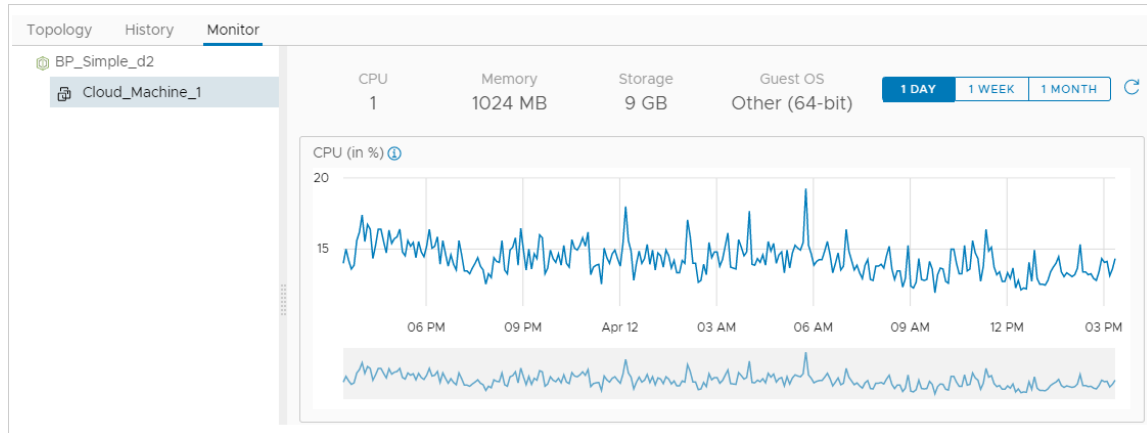 Topology History Monitor
BP_Simple_d2
Cloud_Machine_1
CPU Memory Storage Guest OS
1 1024 MB 9 GB Other (64-bit)
1 DAY 1 WEEK 1 MONTH
CPU (in %)
20
15
06 PM 09 PM Apr 12 03 AM 06 AM 09 AM 12 PM 03 PM